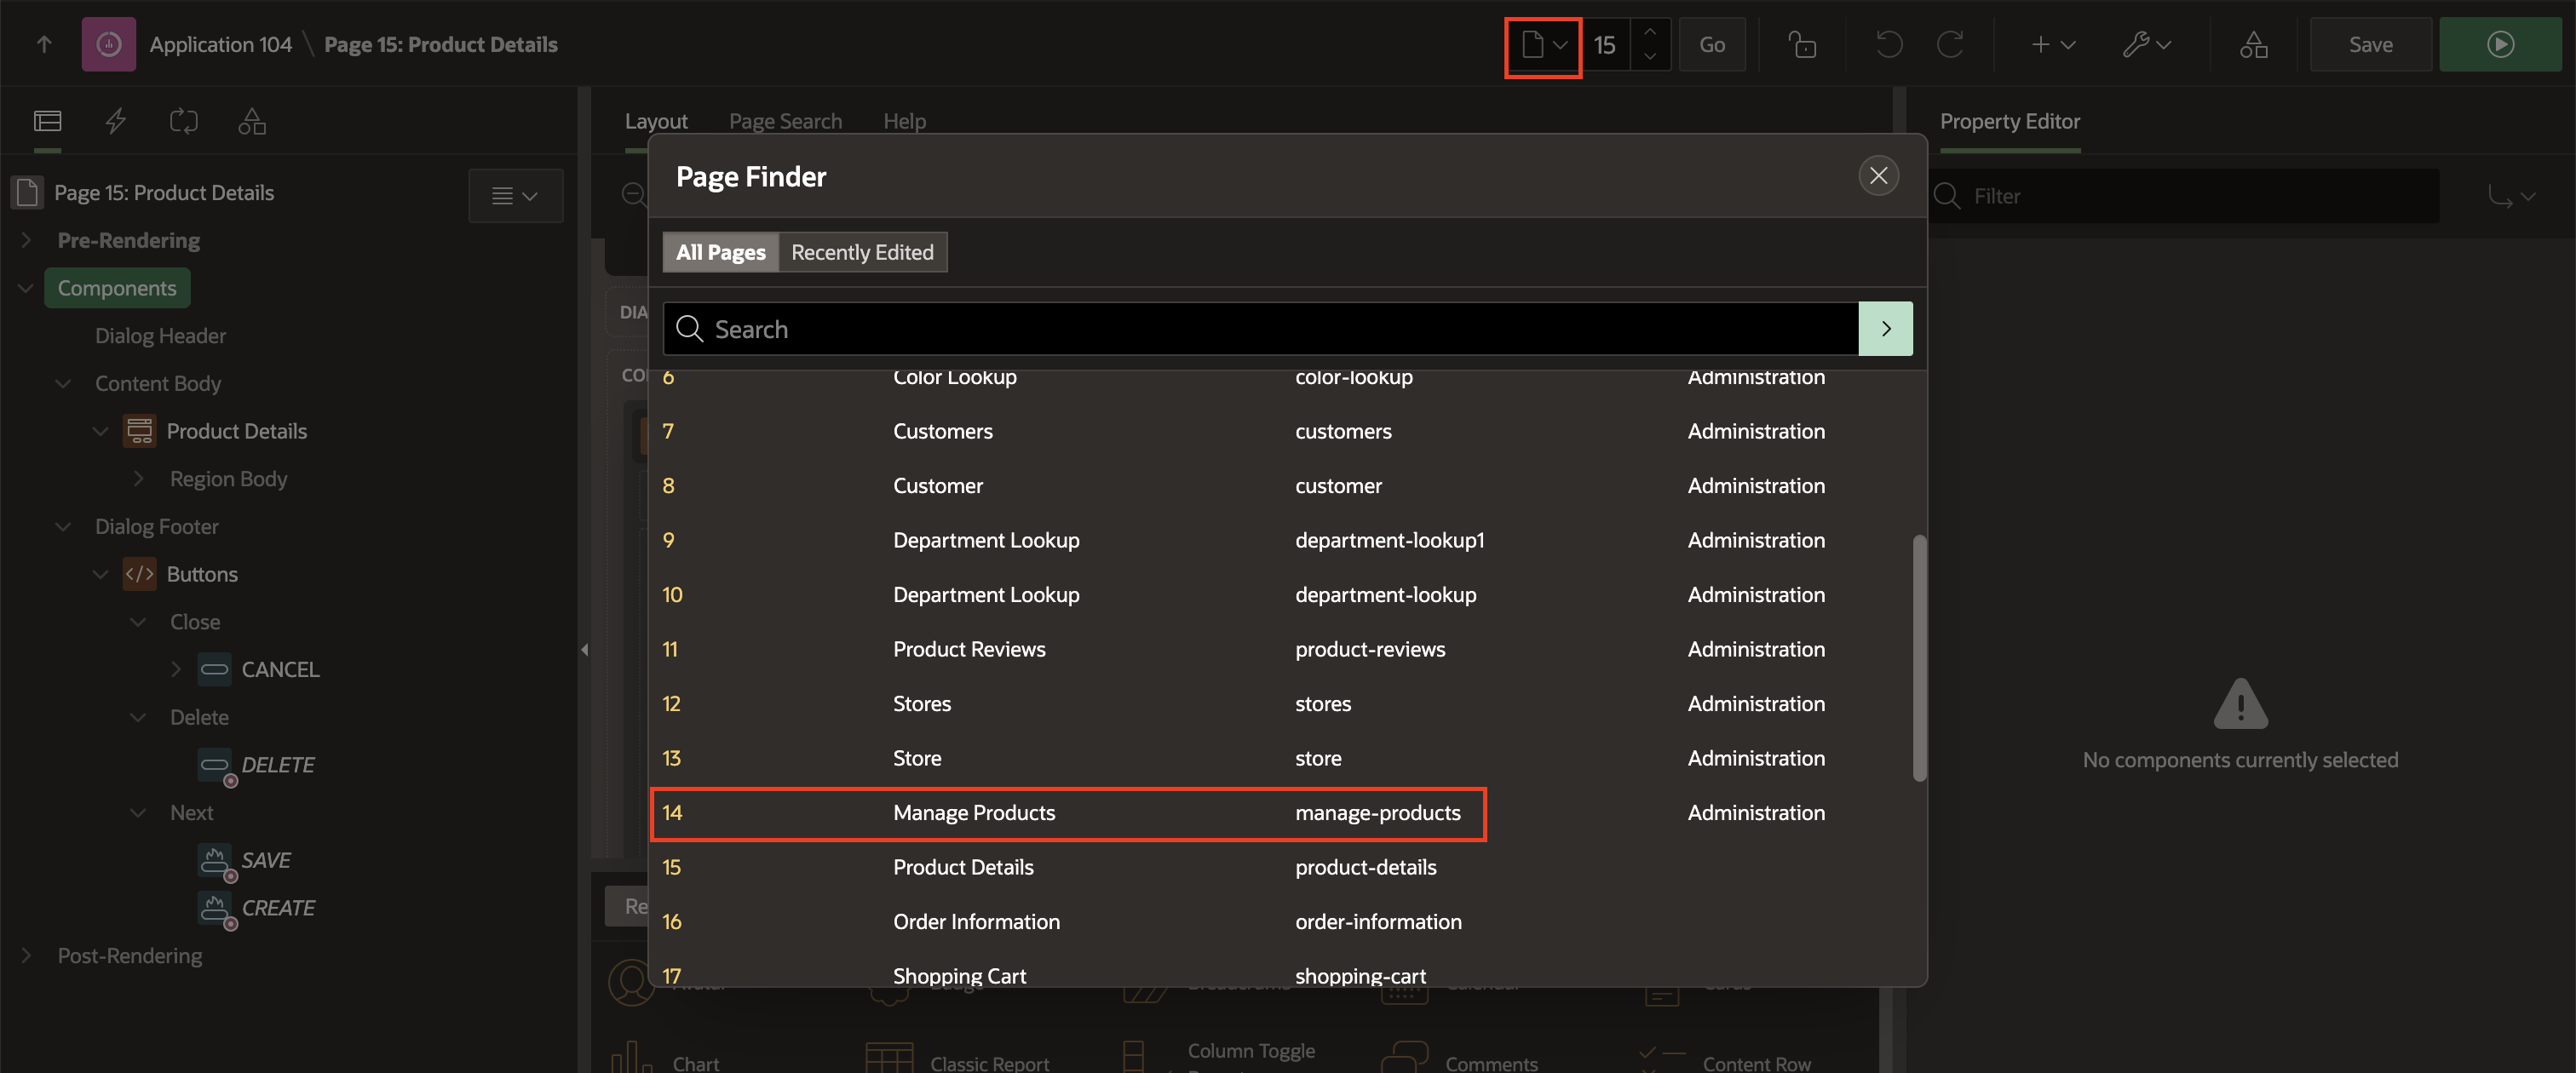 Application 104 \ Page 15: Product Details
15
Go
Save
Layout
Page Search
Help
Property Editor
Page 15: Product Details
Pre-Rendering
Components
Dialog Header
Content Body
Product Details
Region Body
Dialog Footer
</> Buttons
Close
CANCEL
Delete
DELETE
Next
SAVE
CREATE
Post-Rendering
DIA
CO
Re
Page Finder
All Pages
Recently Edited
Search
6 Color Lookup color-lookup Administration
7 Customers customers Administration
8 Customer customer Administration
9 Department Lookup department-lookup1 Administration
10 Department Lookup department-lookup Administration
11 Product Reviews product-reviews Administration
12 Stores stores Administration
13 Store store Administration
14 Manage Products manage-products Administration
15 Product Details product-details
16 Order Information order-information
17 Shopping Cart shopping-cart
Chart
Classic Report
Column Toggle
Comments
Content Row
Filter
No components currently selected